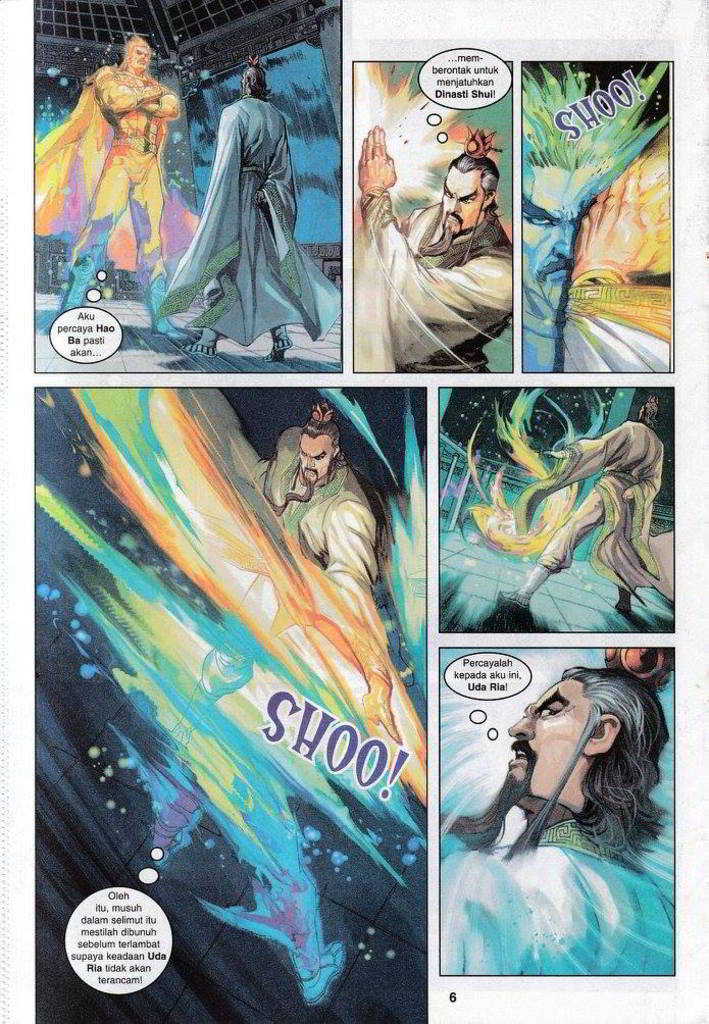 Aku
percaya Hao
Ba pasti
akan...
...mem-
berontak untuk
menjatuhkan
Dinasti Shui!
SHOO!
SHOO!
Oleh
itu, musuh
dalam selimut itu
mestilah dibunuh
sebelum terlambat
supaya keadaan Uda
Ria tidak akan
terancam!
Percayalah
kepada aku ini,
Uda Ria!
6